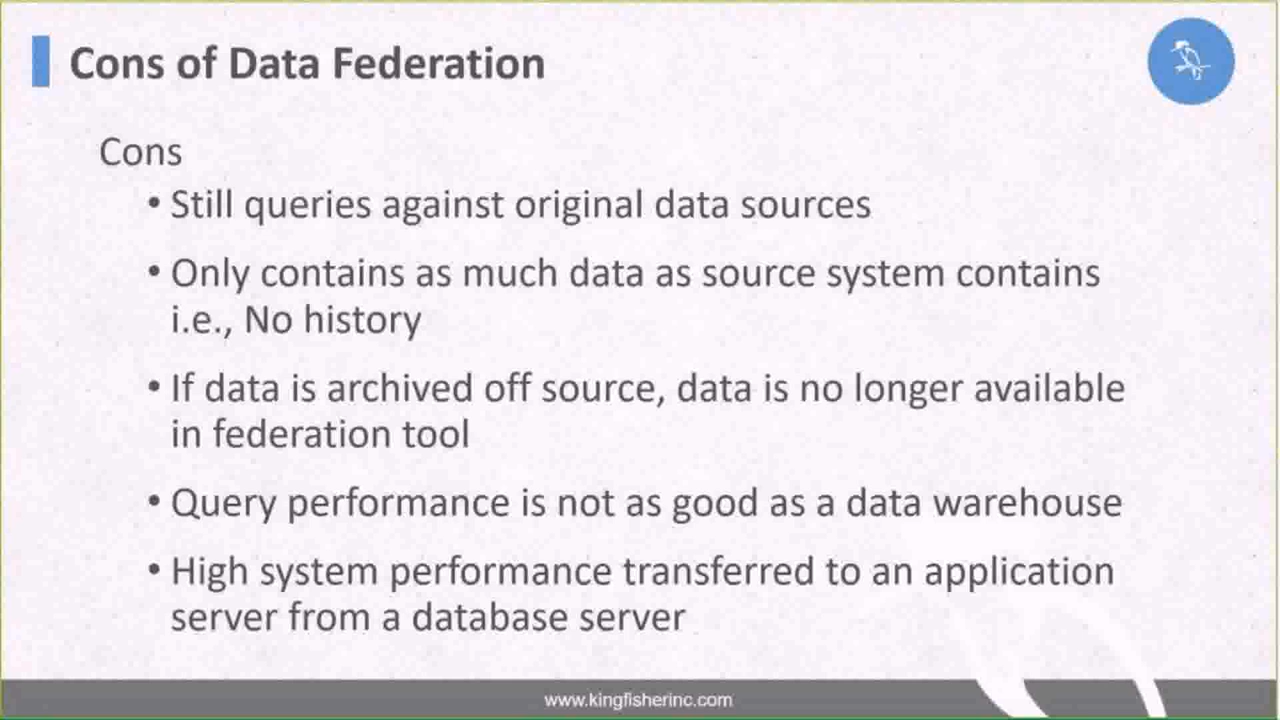 Cons of Data Federation
Cons
• Still queries against original data sources
• Only contains as much data as source system contains
i.e., No history
• If data is archived off source, data is no longer available
in federation tool
• Query performance is not as good as a data warehouse
• High system performance transferred to an application
server from a database server
www.kingfisherinc.com